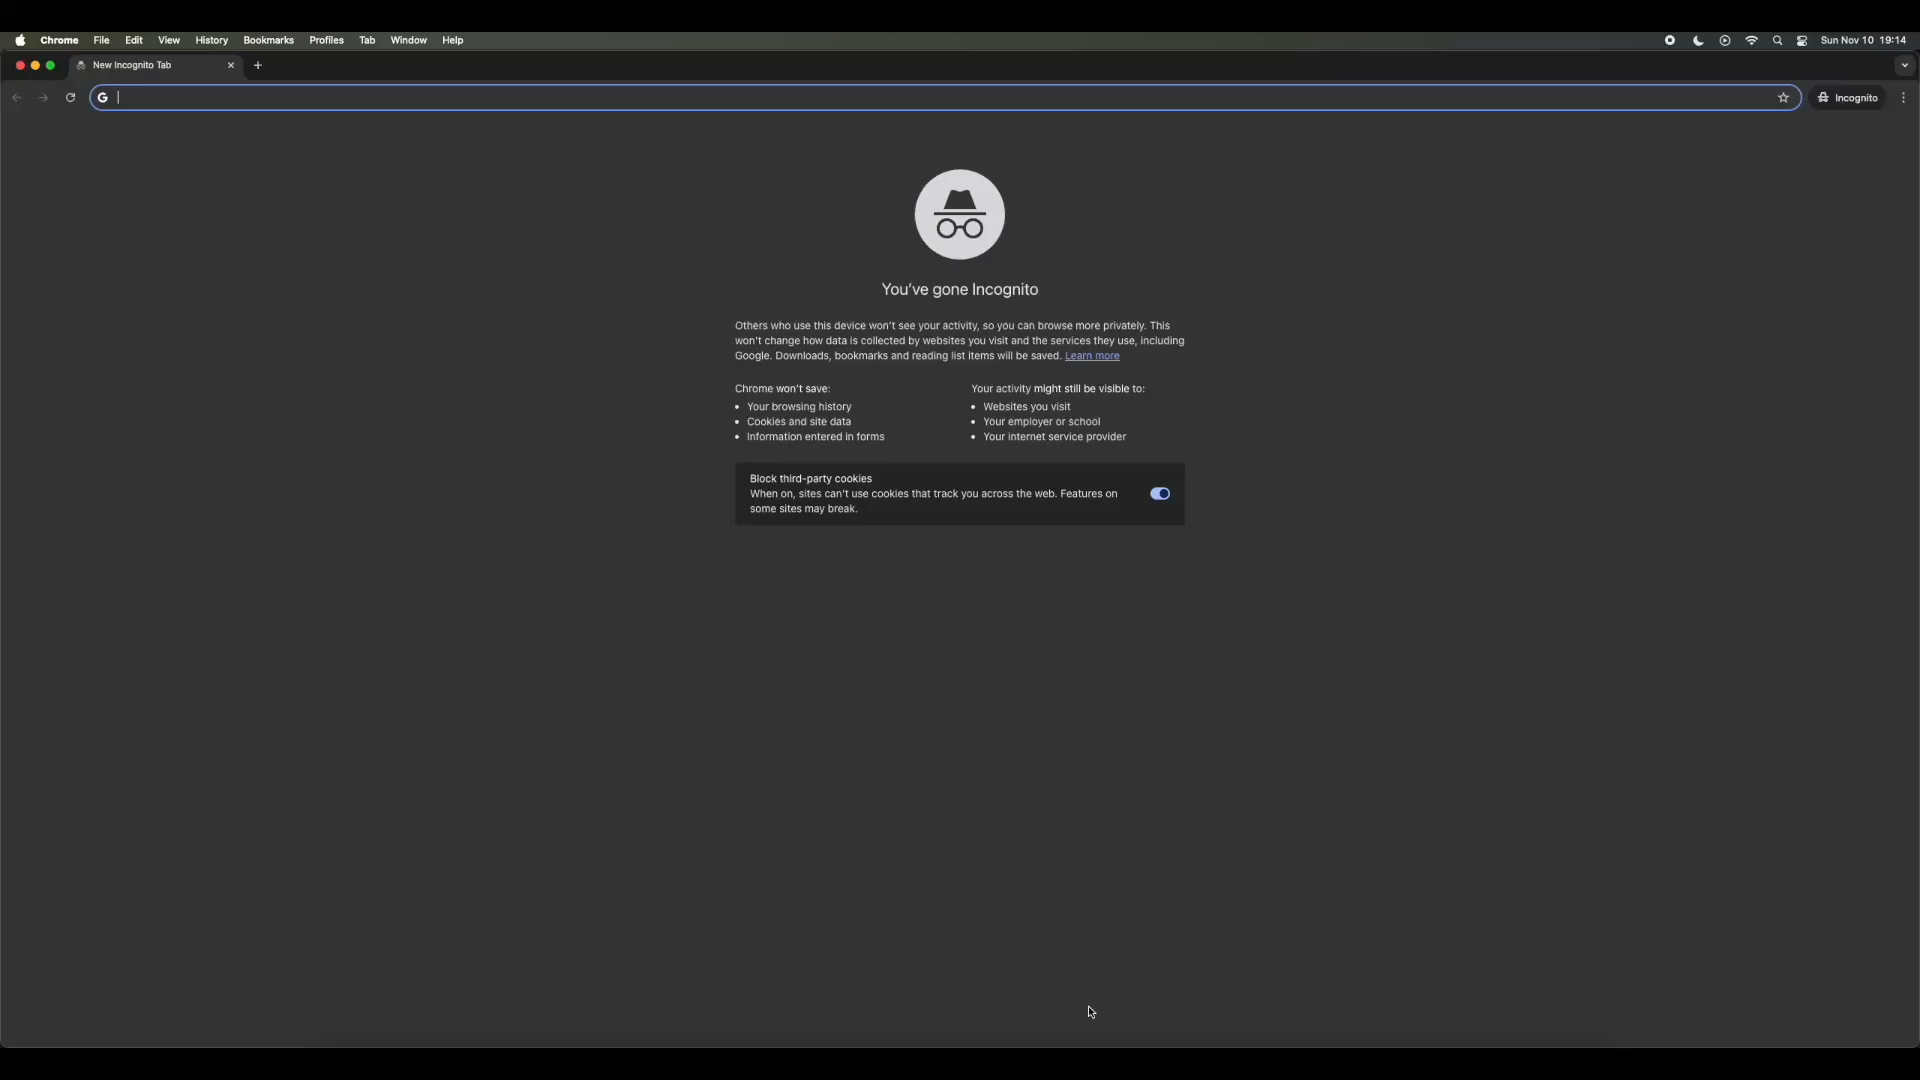 Chrome File Edit View History Bookmarks Profiles Tab Window Help Sun Nov 10 19:14
New Incognito Tab
Incognito
You've gone Incognito
Others who use this device won't see your activity, so you can browse more privately. This
won't change how data is collected by websites you visit and the services they use, including
Google. Downloads, bookmarks and reading list items will be saved. Learn more
Chrome won't save:
• Your browsing history
• Cookies and site data
• Information entered in forms
Your activity might still be visible to:
• Websites you visit
• Your employer or school
• Your internet service provider
Block third-party cookies
When on, sites can't use cookies that track you across the web. Features on
some sites may break.